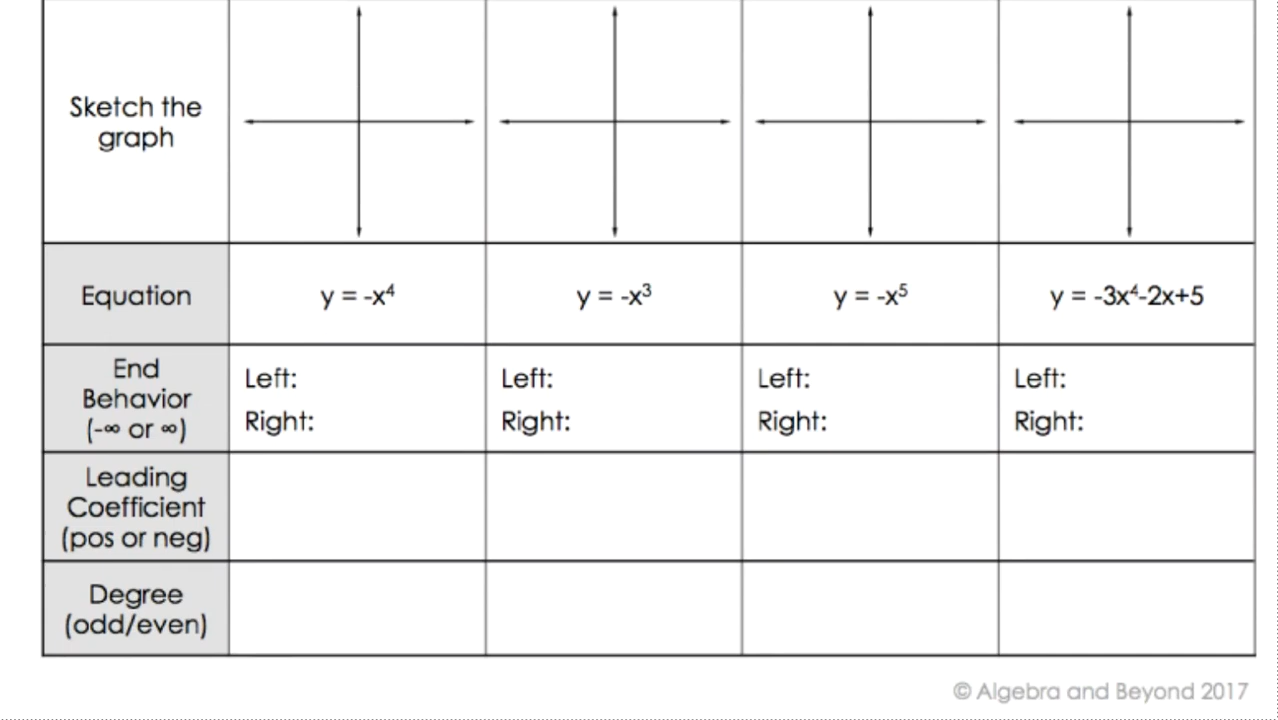 Sketch the
graph
Equation
y = -x⁴
y = -x³
y = -x⁵
y = -3x⁴-2x+5
End
Behavior
(-∞ or ∞)
Left:
Right:
Left:
Right:
Left:
Right:
Left:
Right:
Leading
Coefficient
(pos or neg)
Degree
(odd/even)
© Algebra and Beyond 2017